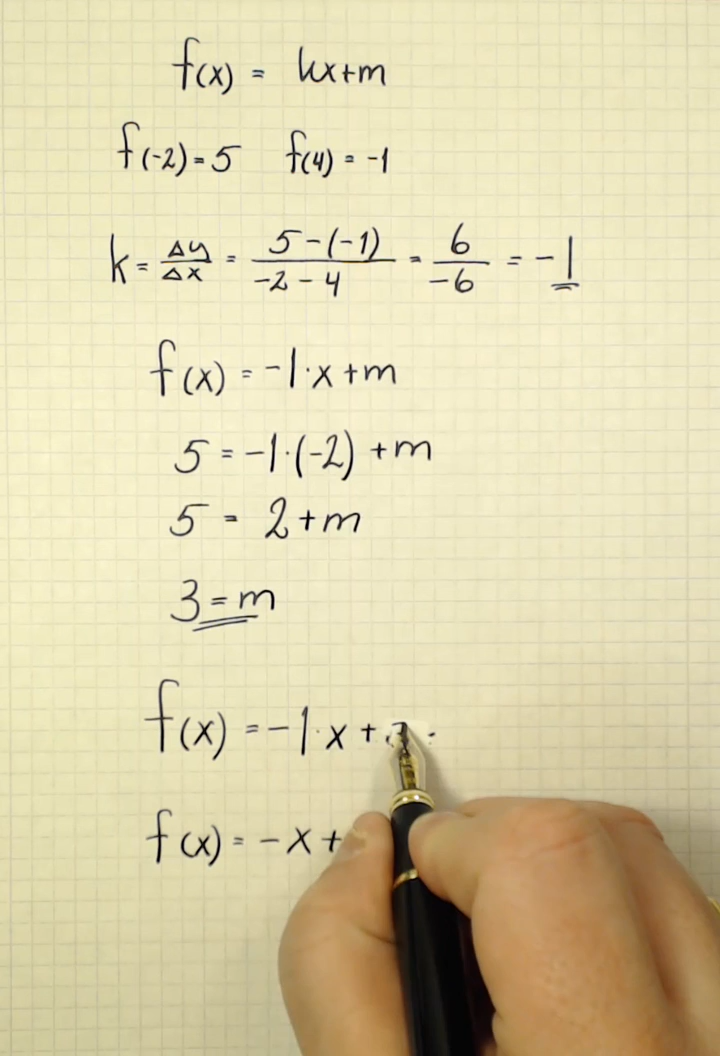 f(x) = kx+m
f(-2)=5 f(4) = -1
k = Δy/Δx = 5-(-1)/-2-4 = 6/-6 = -1
f(x) = -1·x+m
5 = -1·(-2)+m
5 = 2+m
3 = m
f(x) = -1·x+
f(x) = -x+